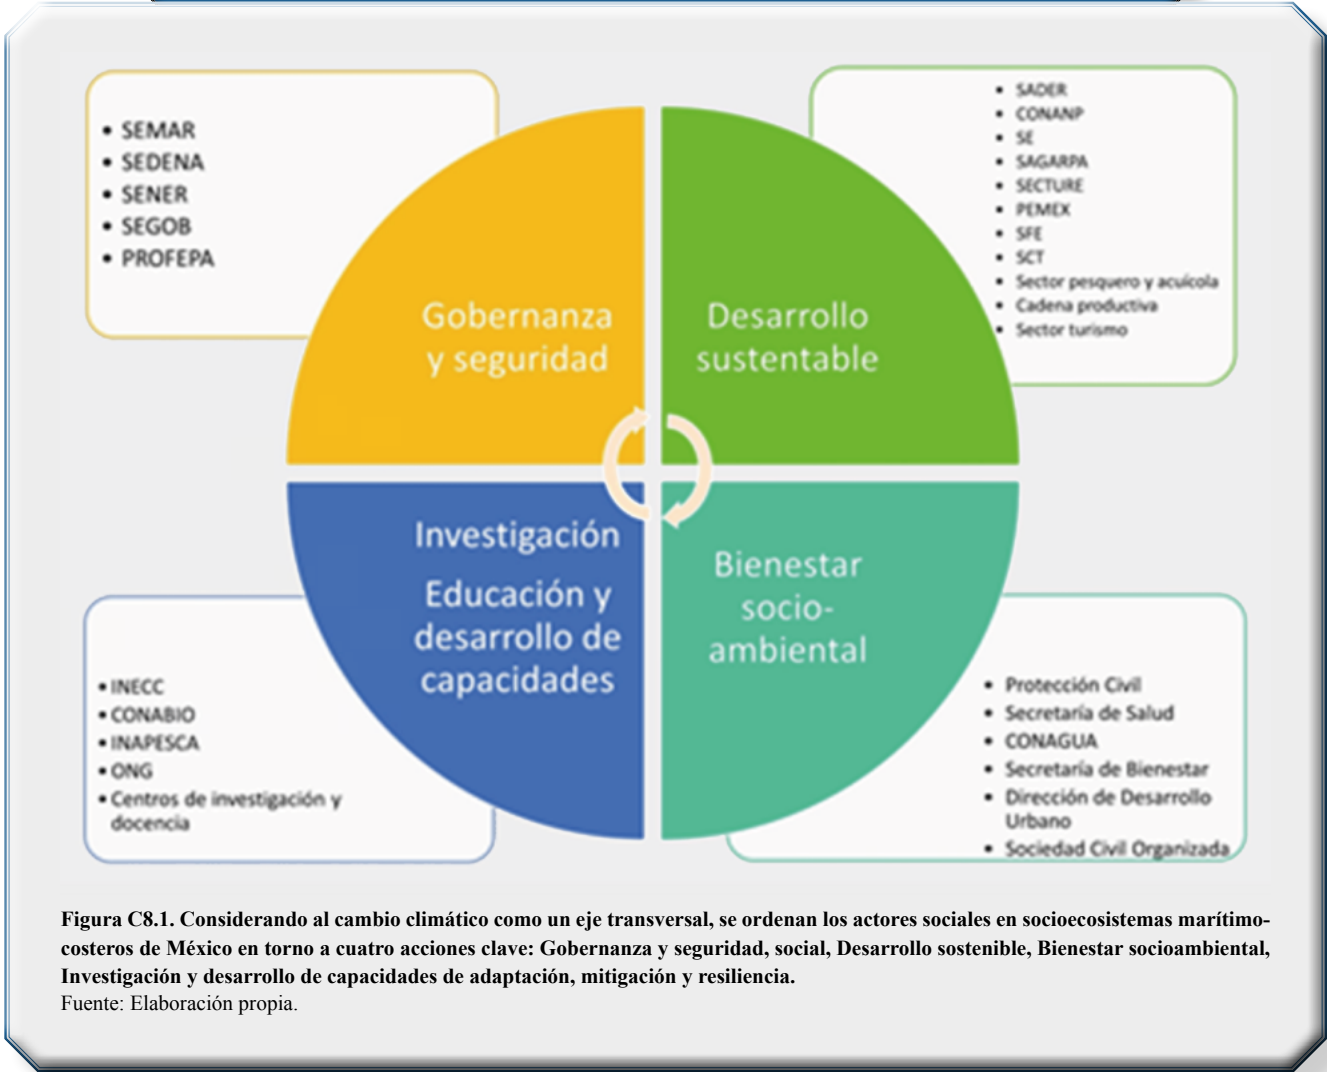 • SEMAR
• SEDENA
• SENER
• SEGOB
• PROFEPA
Gobernanza
y seguridad
• SADER
• CONANP
• SE
• SAGARPA
• SECTURE
• PEMEX
• SFE
• SCT
• Sector pesquero y acuícola
• Cadena productiva
• Sector turismo
Desarrollo
sustentable
Investigación
Educación y
desarrollo de
capacidades
• INECC
• CONABIO
• INAPESCA
• ONG
• Centros de investigación y
docencia
Bienestar
socio-
ambiental
• Protección Civil
• Secretaría de Salud
• CONAGUA
• Secretaría de Bienestar
• Dirección de Desarrollo
Urbano
• Sociedad Civil Organizada
Figura C8.1. Considerando al cambio climático como un eje transversal, se ordenan los actores sociales en socioecosistemas marítimo-
costeros de México en torno a cuatro acciones clave: Gobernanza y seguridad, social, Desarrollo sostenible, Bienestar socioambiental,
Investigación y desarrollo de capacidades de adaptación, mitigación y resiliencia.
Fuente: Elaboración propia.